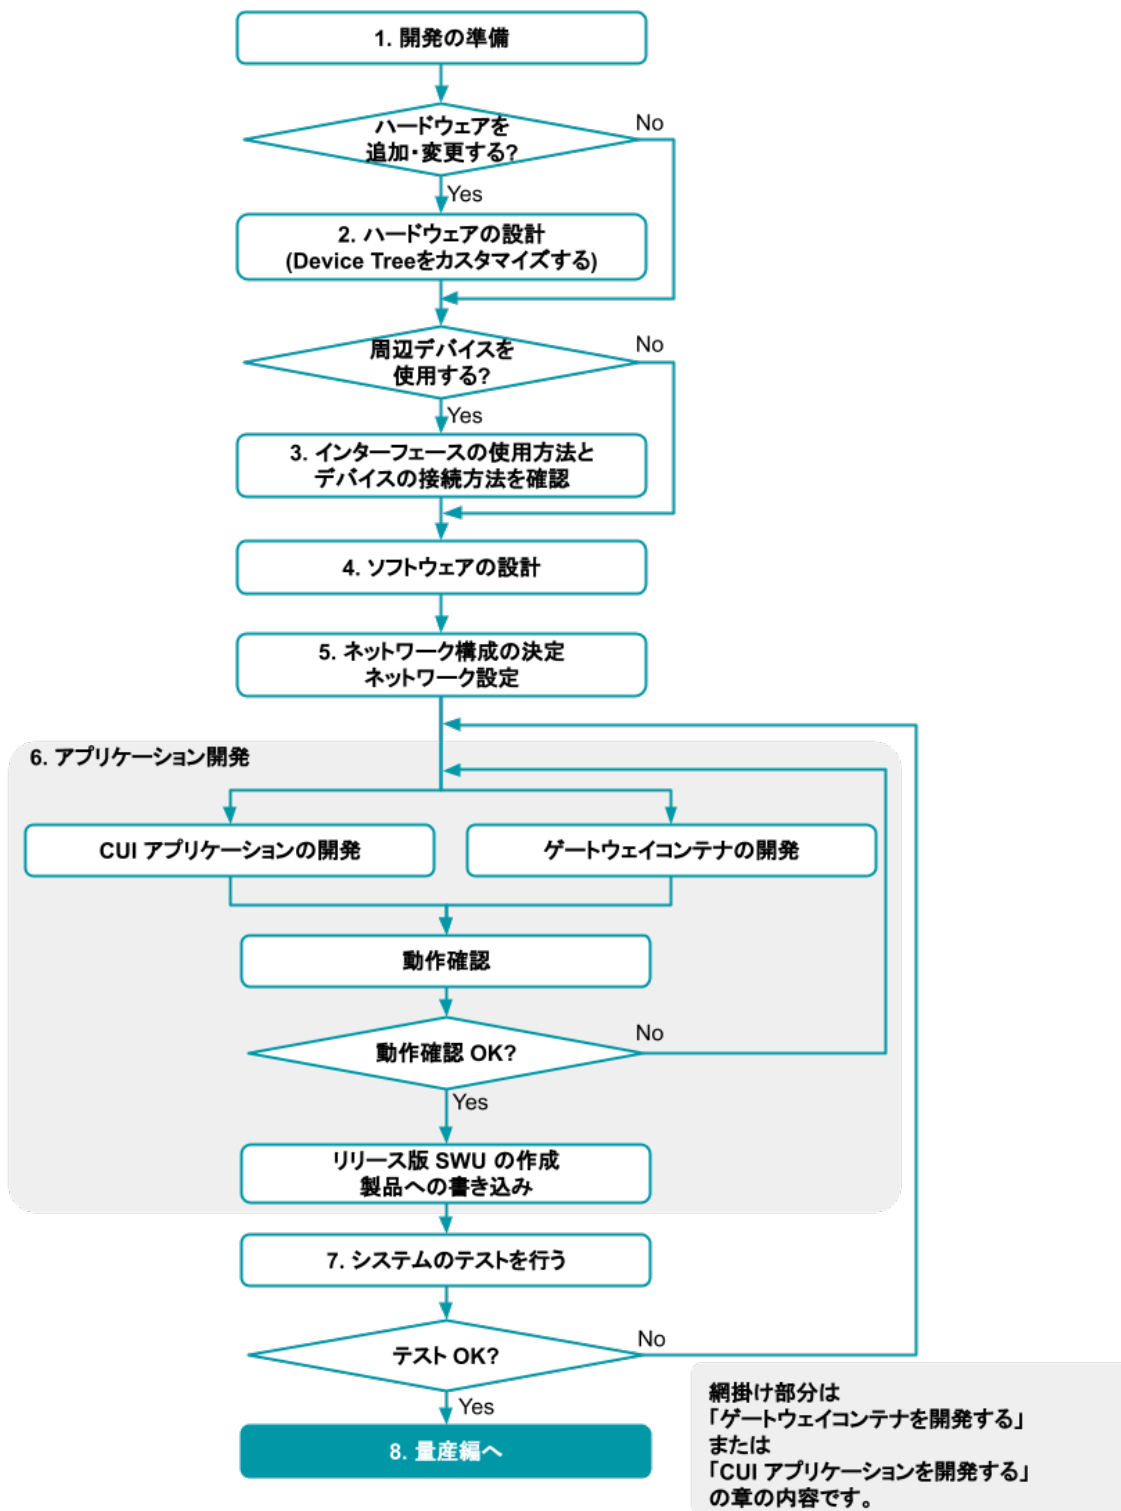 1. 開発の準備
ハードウェアを
追加・変更する?
No
Yes
2. ハードウェアの設計
(Device Treeをカスタマイズする)
周辺デバイスを
使用する?
No
Yes
3. インターフェースの使用方法と
デバイスの接続方法を確認
4. ソフトウェアの設計
5. ネットワーク構成の決定
ネットワーク設定
6. アプリケーション開発
CUI アプリケーションの開発
ゲートウェイコンテナの開発
動作確認
動作確認 OK?
No
Yes
リリース版 SWU の作成
製品への書き込み
7. システムのテストを行う
テスト OK?
No
Yes
8. 量産編へ
網掛け部分は
「ゲートウェイコンテナを開発する」
または
「CUI アプリケーションを開発する」
の章の内容です。